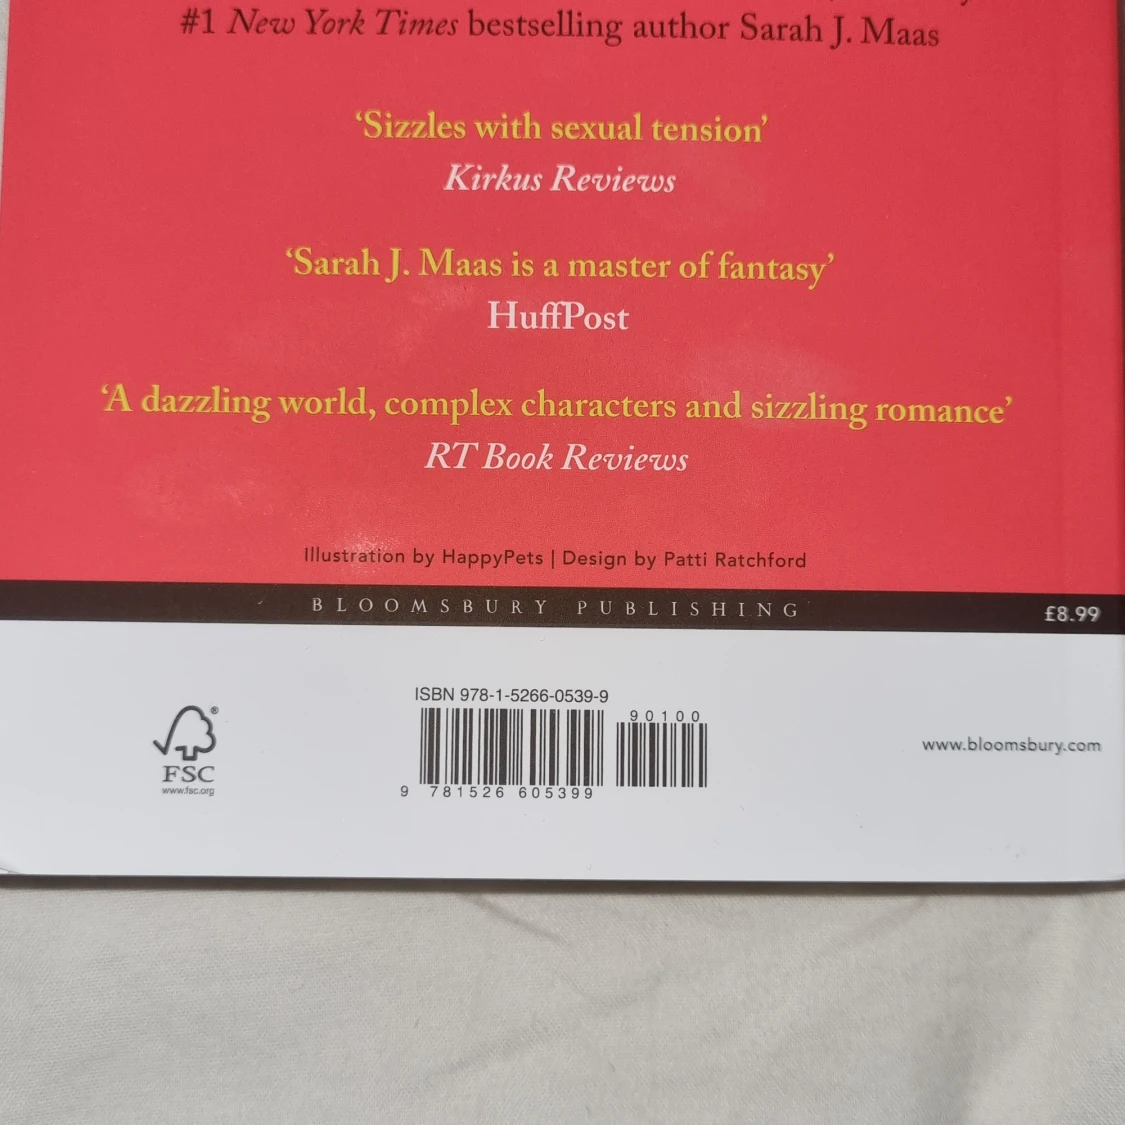 #1 New York Times bestselling author Sarah J. Maas
‘Sizzles with sexual tension’
Kirkus Reviews
‘Sarah J. Maas is a master of fantasy’
HuffPost
‘A dazzling world, complex characters and sizzling romance’
RT Book Reviews
Illustration by HappyPets | Design by Patti Ratchford
BLOOMSBURY PUBLISHING
£8.99
ISBN 978-1-5266-0539-9
90100
9 781526 605399
®
FSC
www.fsc.org
www.bloomsbury.com